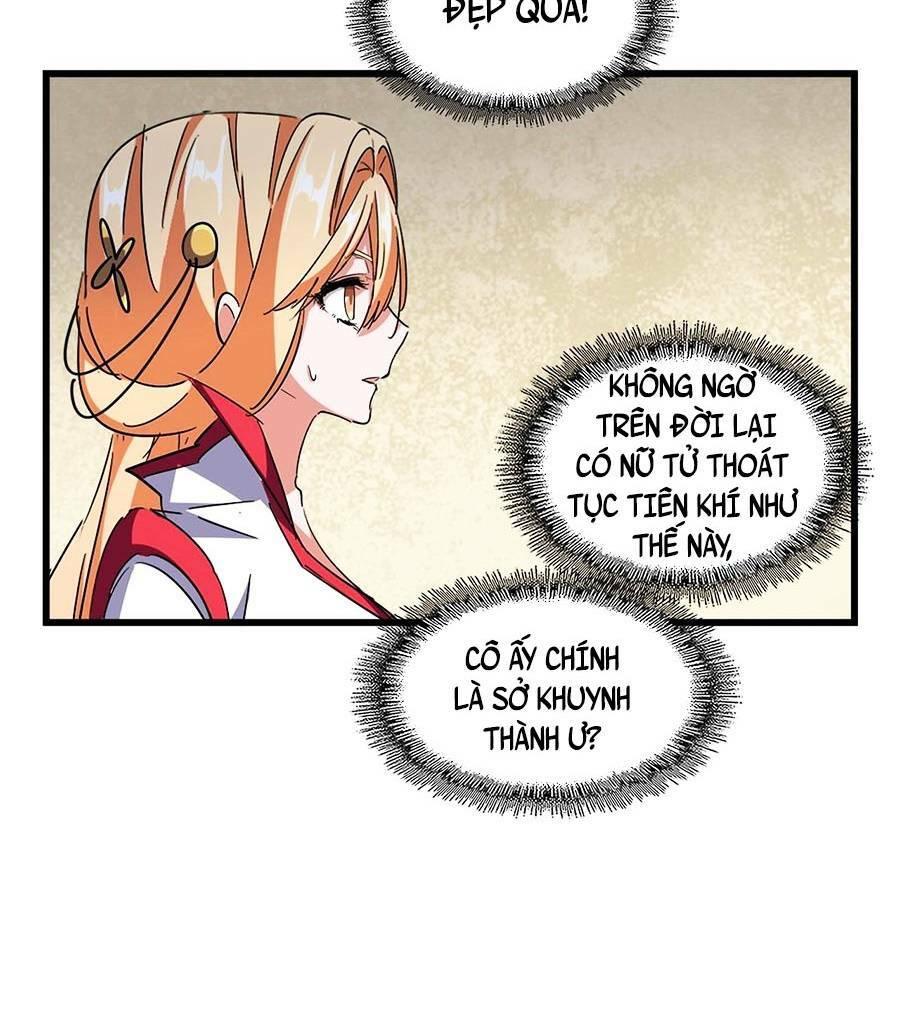 ĐẸP QUÁ!
KHÔNG NGỜ
TRÊN ĐỜI LẠI
CÓ NỮ TỬ THOÁT
TỤC TIÊN KHÍ NHƯ
THẾ NÀY,
CÔ ẤY CHÍNH
LÀ SỞ KHUYNH
THÀNH Ư?